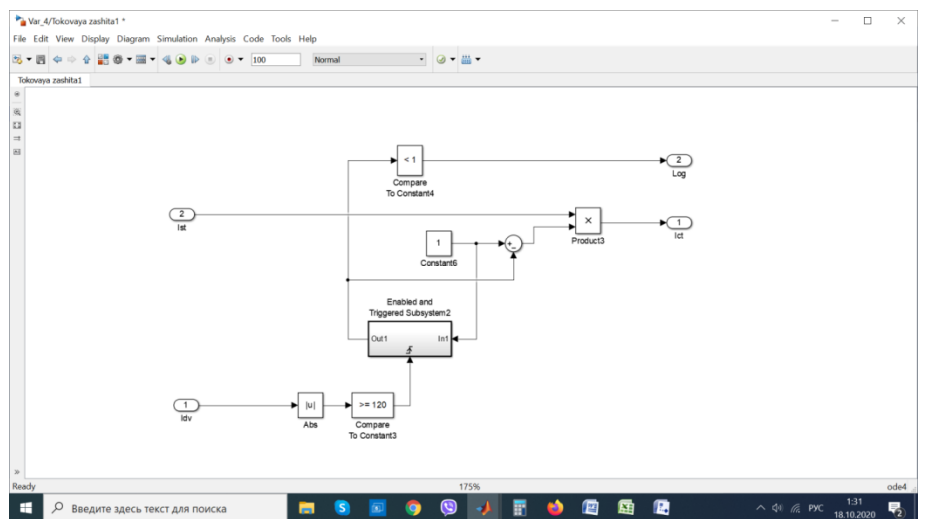 Var_4/Tokovaya zashita1 *
File Edit View Display Diagram Simulation Analysis Code Tools Help
100
Normal
Tokovaya zashita1
< 1
Compare
To Constant4
2
Log
2
Ist
×
Product3
1
Ict
1
Constant6
+
-
Enabled and
Triggered Subsystem2
Out1
In1
1
Idv
|u|
Abs
>= 120
Compare
To Constant3
Ready
175%
ode4
Введите здесь текст для поиска
РУС
1:31
18.10.2020
2